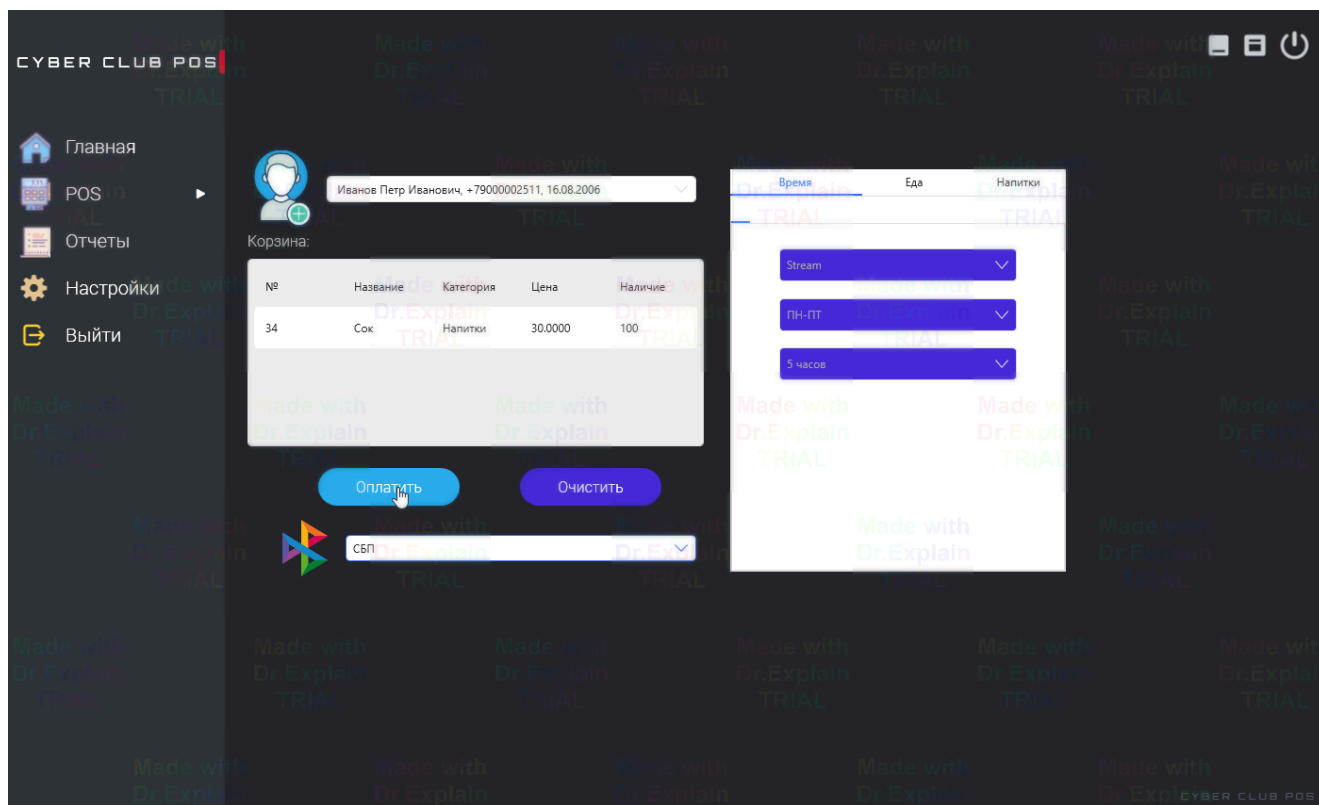 CYBER CLUB POS
Главная
POS
Отчеты
Настройки
Выйти
Иванов Петр Иванович, +79000002511, 16.08.2006
Корзина:
№ Название Категория Цена Наличие
34 Сок Напитки 30.0000 100
Оплатить Очистить
СБП
Время Еда Напитки
Stream
ПН-ПТ
5 часов
Made with
Dr.Explain
TRIAL
CYBER CLUB POS